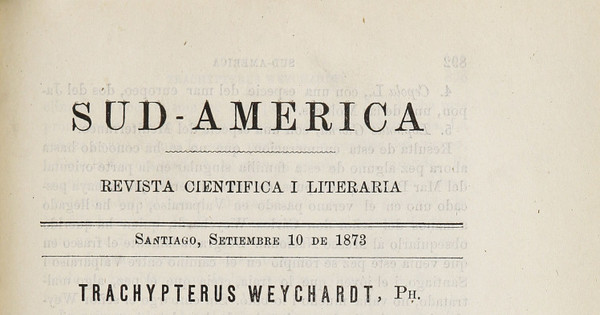 SUD-AMERICA
REVISTA CIENTIFICA I LITERARIA
SANTIAGO, SETIEMBRE 10 DE 1873
TRACHYPTERUS WEYCHARDT, PH.